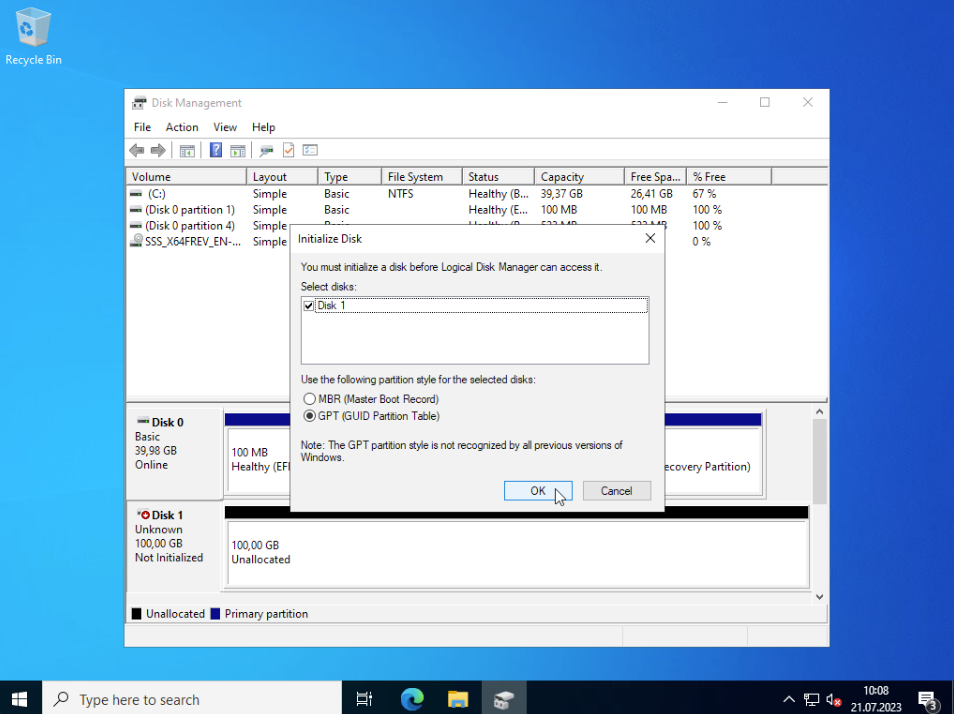 Recycle Bin
Disk Management
File Action View Help
Volume Layout Type File System Status Capacity Free Spa... % Free
(C:) Simple Basic NTFS Healthy (B... 39,37 GB 26,41 GB 67 %
(Disk 0 partition 1) Simple Basic Healthy (E... 100 MB 100 MB 100 %
(Disk 0 partition 4) Simple 100 %
SSS_X64FREV_EN-... Simple 0 %
Initialize Disk
You must initialize a disk before Logical Disk Manager can access it.
Select disks:
Disk 1
Use the following partition style for the selected disks:
MBR (Master Boot Record)
GPT (GUID Partition Table)
Note: The GPT partition style is not recognized by all previous versions of
Windows.
OK Cancel
Disk 0
Basic
39,98 GB
Online
100 MB
Healthy (EFI
ecovery Partition)
Disk 1
Unknown
100,00 GB
Not Initialized
100,00 GB
Unallocated
Unallocated Primary partition
Type here to search
10:08
21.07.2023
3